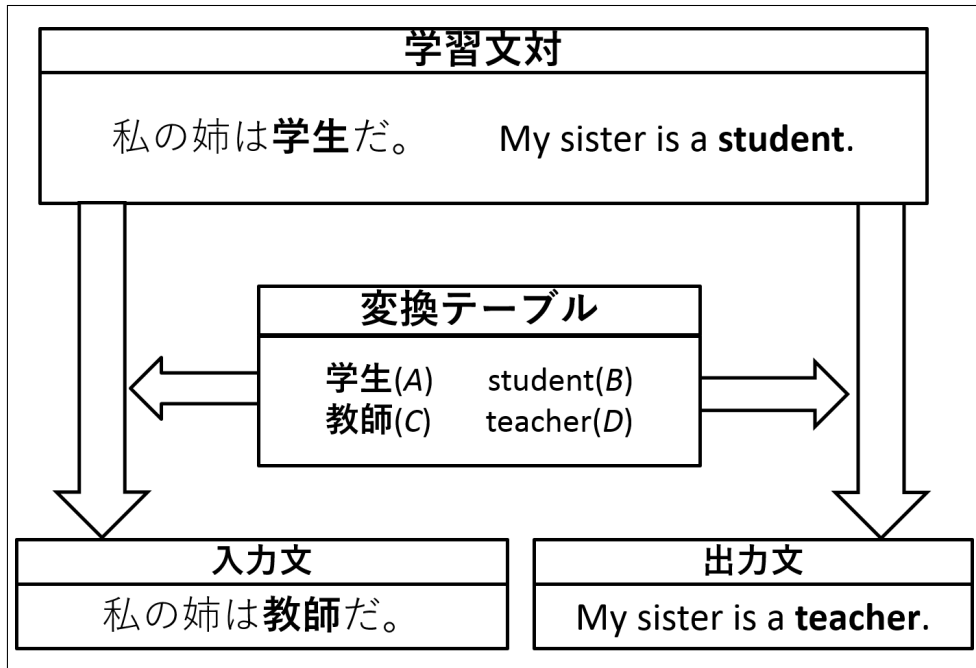 学習文対
私の姉は学生だ。 My sister is a student.
変換テーブル
学生(A) student(B)
教師(C) teacher(D)
入力文
私の姉は教師だ。
出力文
My sister is a teacher.